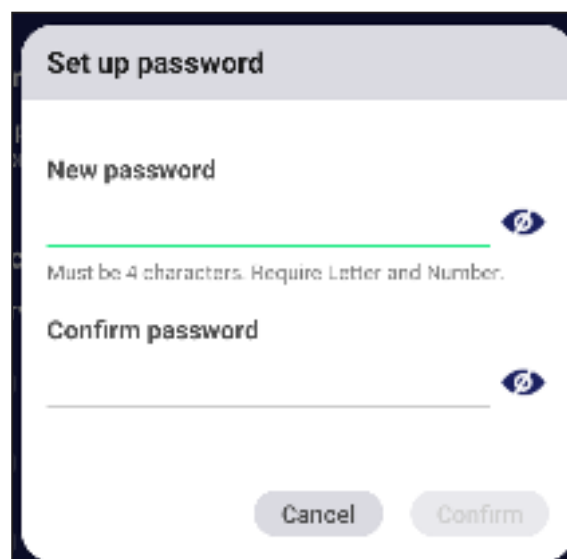 Set up password
New password
Must be 4 characters. Require Letter and Number.
Confirm password
Cancel
Confirm